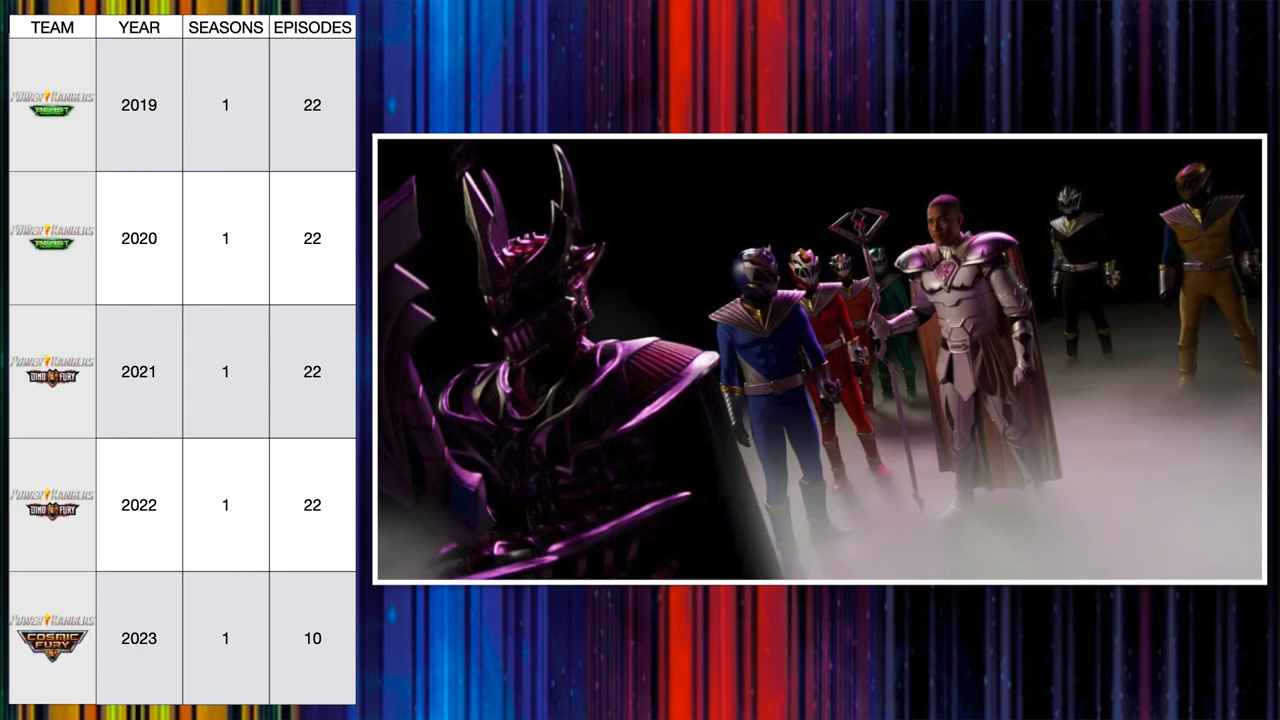 TEAM YEAR SEASONS EPISODES
POWER RANGERS
BEAST
2019 1 22
POWER RANGERS
BEAST
2020 1 22
POWER RANGERS
DINO FURY
2021 1 22
POWER RANGERS
DINO FURY
2022 1 22
POWER RANGERS
COSMIC
FURY
2023 1 10